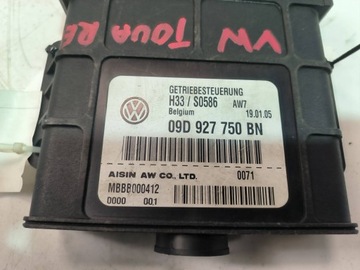 VW TOUARE
GETRIEBESTEUERUNG
H33 / S0586 AW7
Belgium 19.01.05
09D 927 750 BN
AISIN AW CO., LTD. 0071
MBBB000412
0000 001